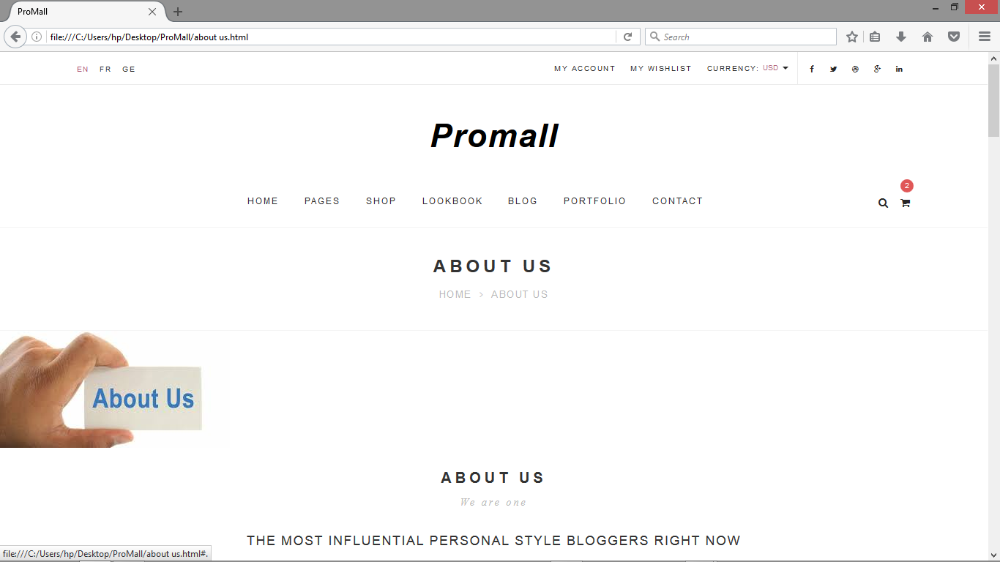 ProMall
file:///C:/Users/hp/Desktop/ProMall/about us.html
Search
EN FR GE MY ACCOUNT MY WISHLIST CURRENCY: USD
Promall
2
HOME PAGES SHOP LOOKBOOK BLOG PORTFOLIO CONTACT
ABOUT US
HOME > ABOUT US
About Us
ABOUT US
We are one
THE MOST INFLUENTIAL PERSONAL STYLE BLOGGERS RIGHT NOW
file:///C:/Users/hp/Desktop/ProMall/about us.html#.